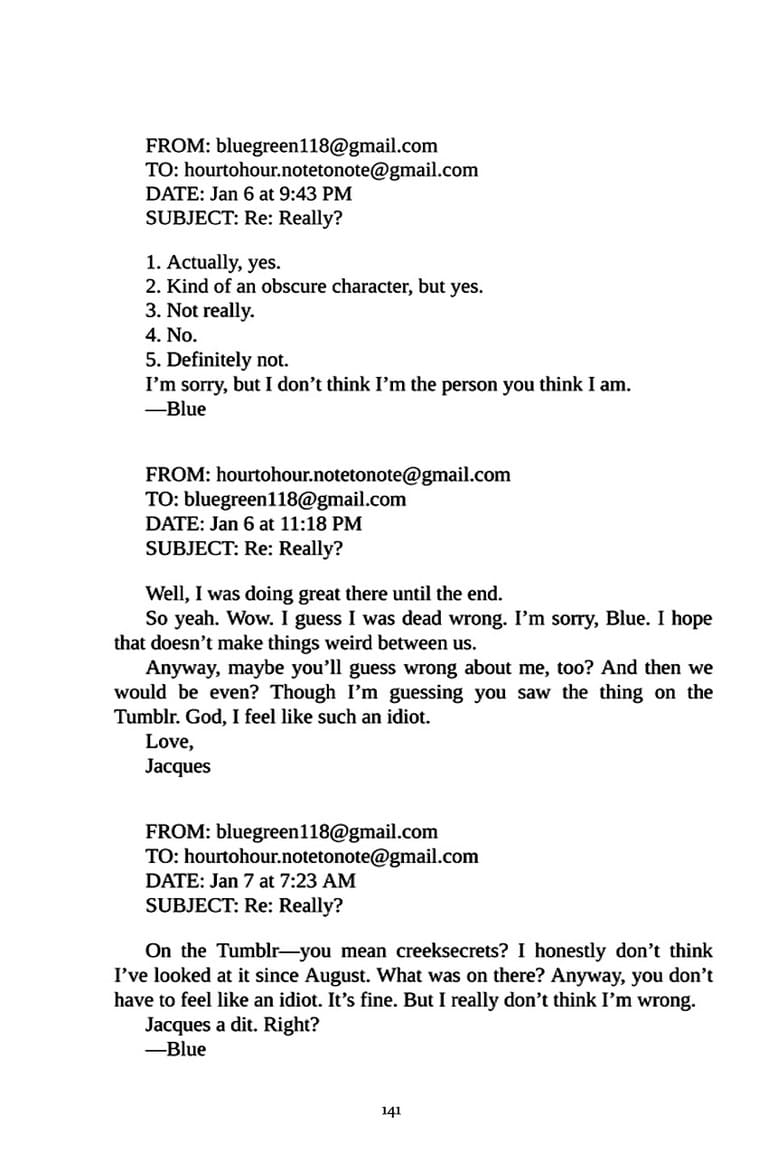 FROM: bluegreen118@gmail.com
TO: hourtohour.notetonote@gmail.com
DATE: Jan 6 at 9:43 PM
SUBJECT: Re: Really?
1. Actually, yes.
2. Kind of an obscure character, but yes.
3. Not really.
4. No.
5. Definitely not.
I’m sorry, but I don’t think I’m the person you think I am.
—Blue
FROM: hourtohour.notetonote@gmail.com
TO: bluegreen118@gmail.com
DATE: Jan 6 at 11:18 PM
SUBJECT: Re: Really?
Well, I was doing great there until the end.
So yeah. Wow. I guess I was dead wrong. I’m sorry, Blue. I hope
that doesn’t make things weird between us.
Anyway, maybe you’ll guess wrong about me, too? And then we
would be even? Though I’m guessing you saw the thing on the
Tumblr. God, I feel like such an idiot.
Love,
Jacques
FROM: bluegreen118@gmail.com
TO: hourtohour.notetonote@gmail.com
DATE: Jan 7 at 7:23 AM
SUBJECT: Re: Really?
On the Tumblr—you mean creeksecrets? I honestly don’t think
I’ve looked at it since August. What was on there? Anyway, you don’t
have to feel like an idiot. It’s fine. But I really don’t think I’m wrong.
Jacques a dit. Right?
—Blue
141